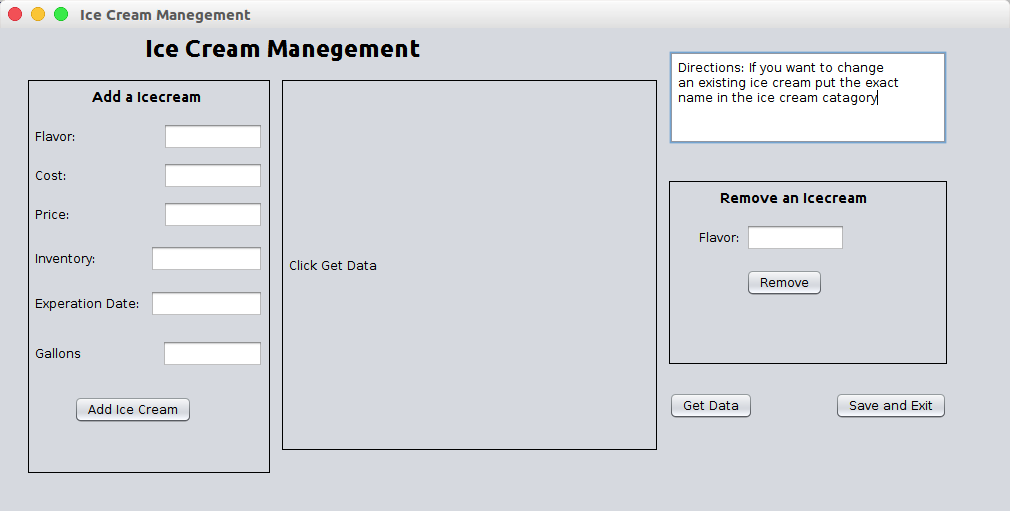 Ice Cream Manegement
Ice Cream Manegement
Add a Icecream
Flavor:
Cost:
Price:
Inventory:
Experation Date:
Gallons
Add Ice Cream
Click Get Data
Directions: If you want to change
an existing ice cream put the exact
name in the ice cream catagory
Remove an Icecream
Flavor:
Remove
Get Data
Save and Exit